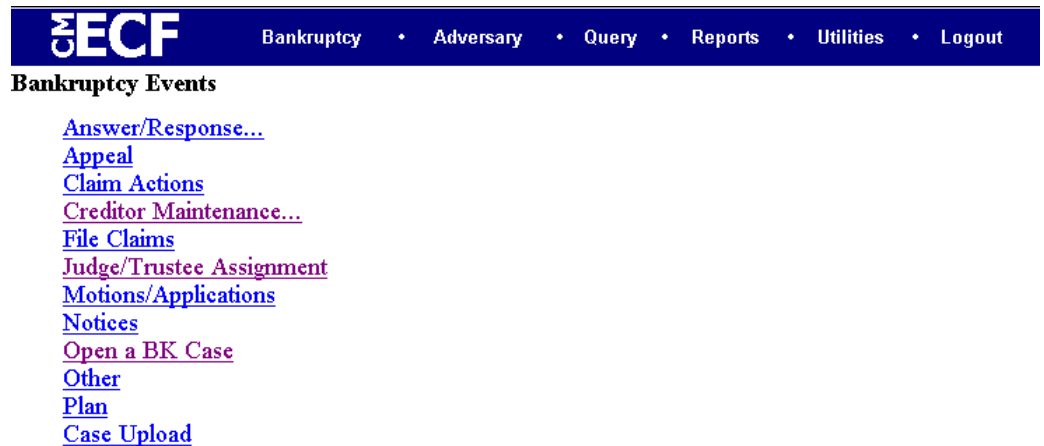 CM ECF Bankruptcy • Adversary • Query • Reports • Utilities • Logout
Bankruptcy Events
Answer/Response...
Appeal
Claim Actions
Creditor Maintenance...
File Claims
Judge/Trustee Assignment
Motions/Applications
Notices
Open a BK Case
Other
Plan
Case Upload